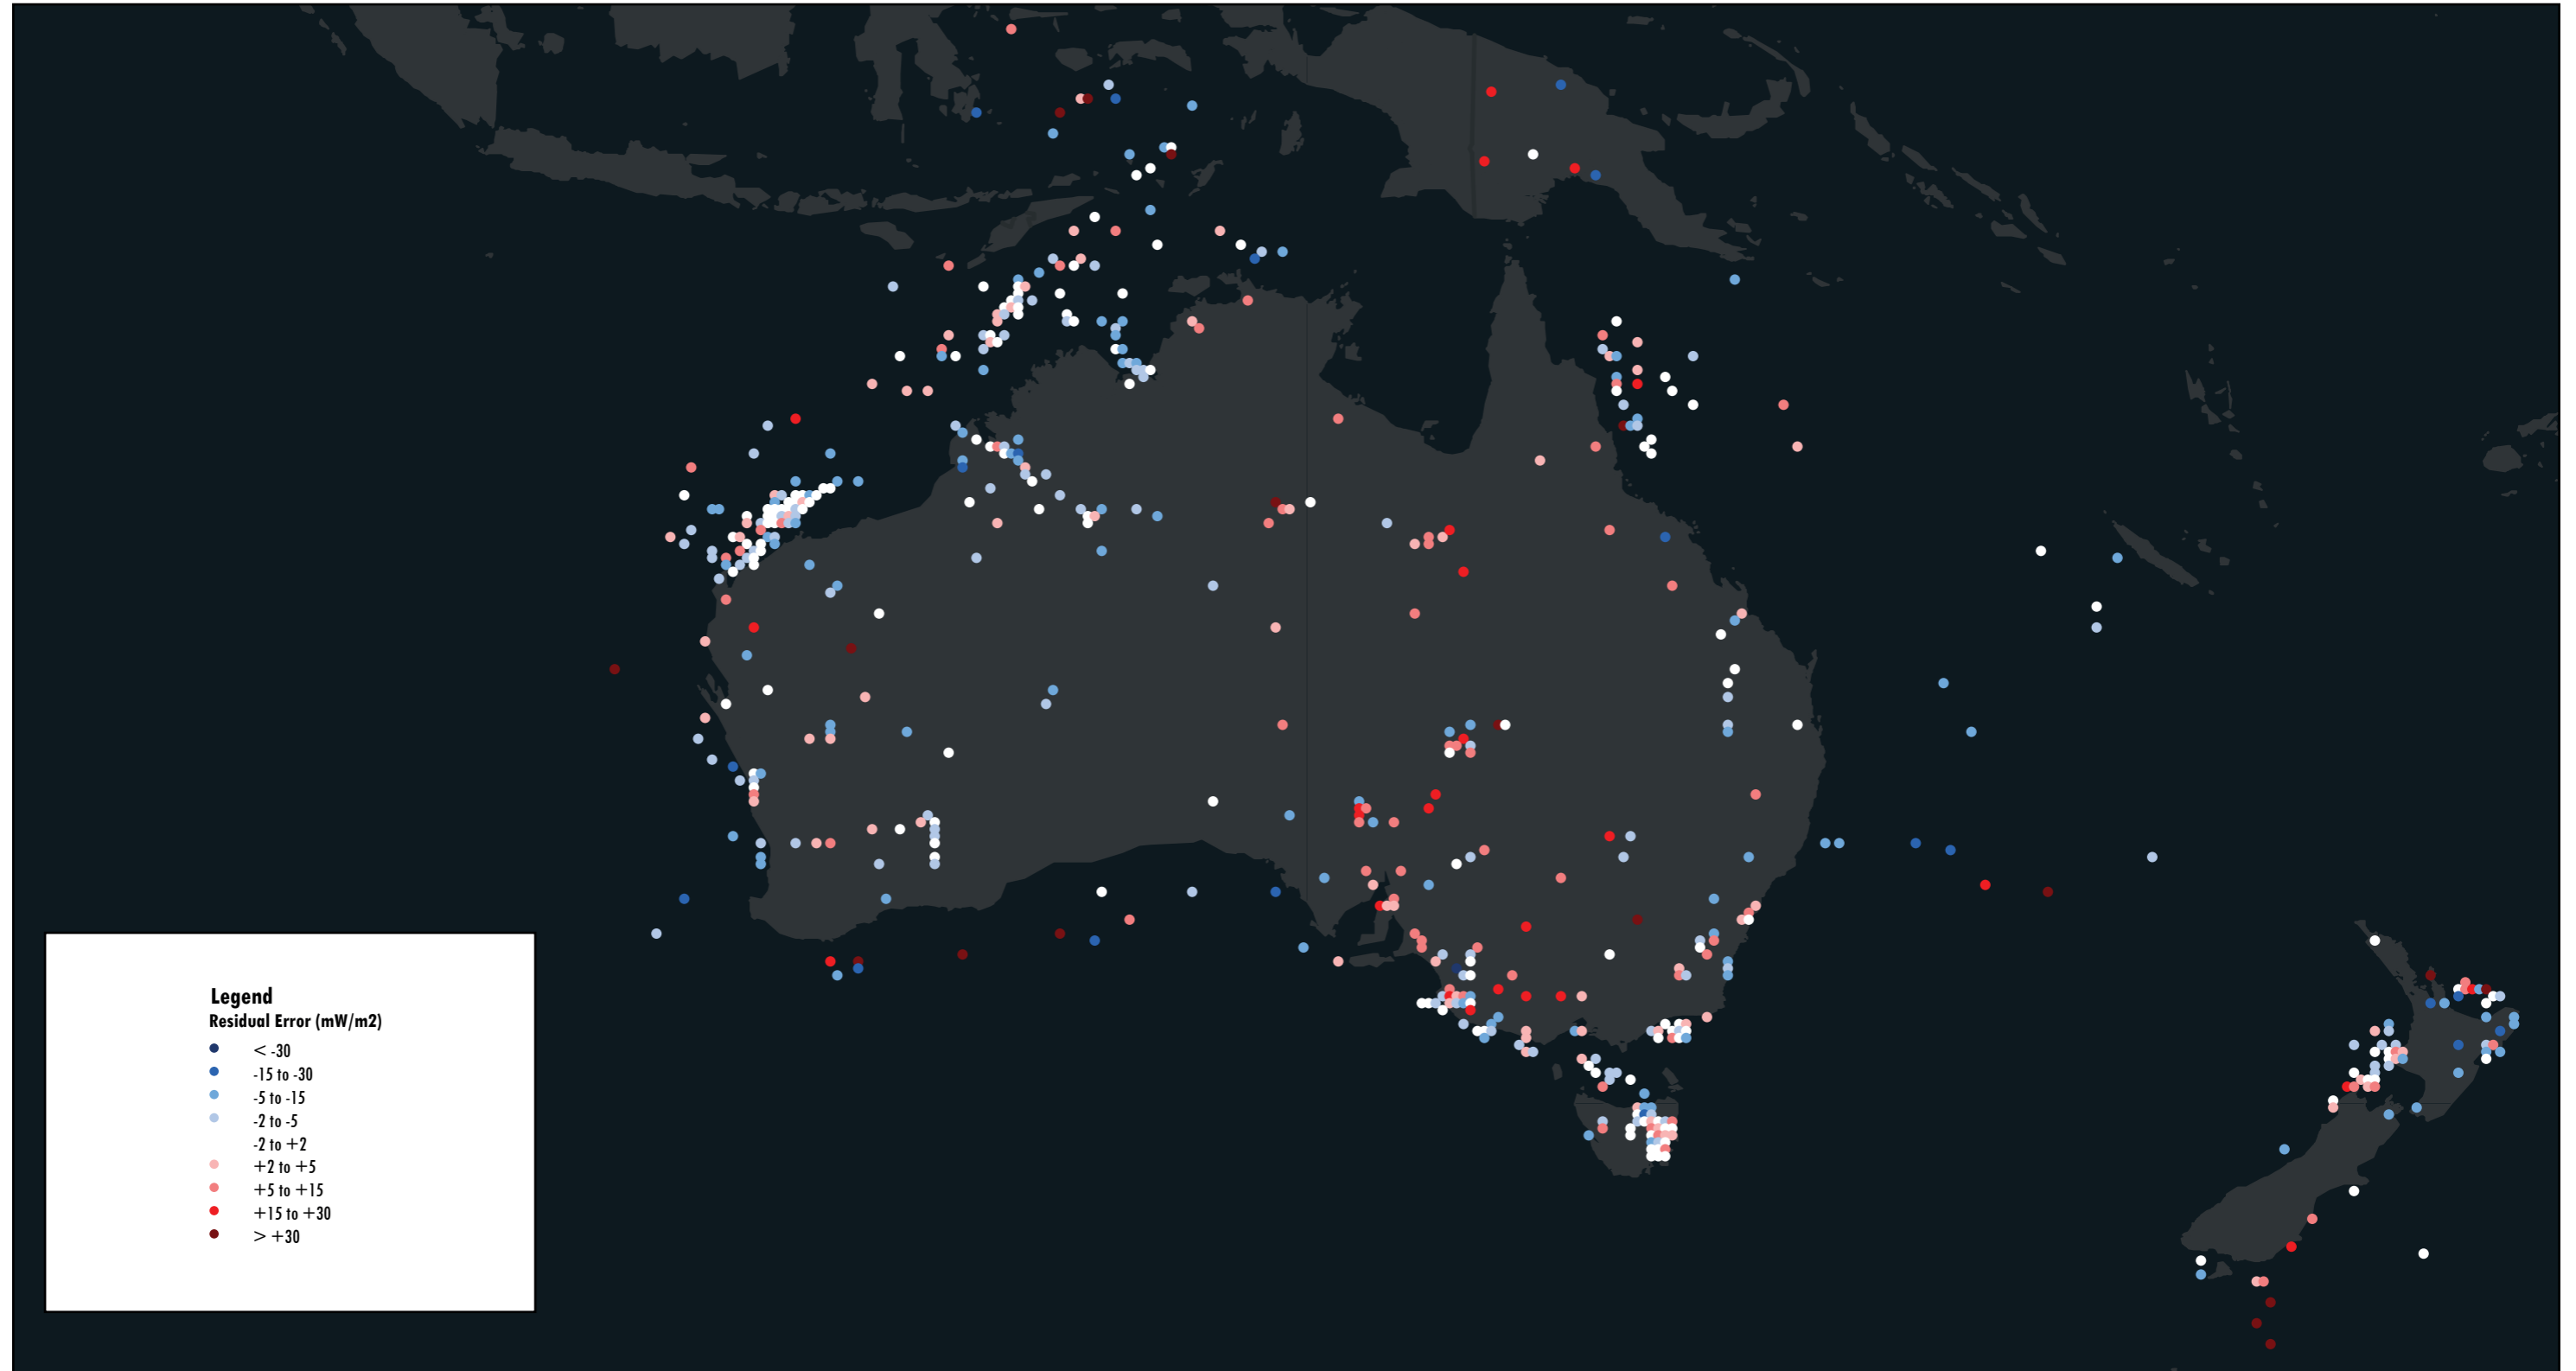 Legend
Residual Error (mW/m2)
< -30
-15 to -30
-5 to -15
-2 to -5
-2 to +2
+2 to +5
+5 to +15
+15 to +30
> +30